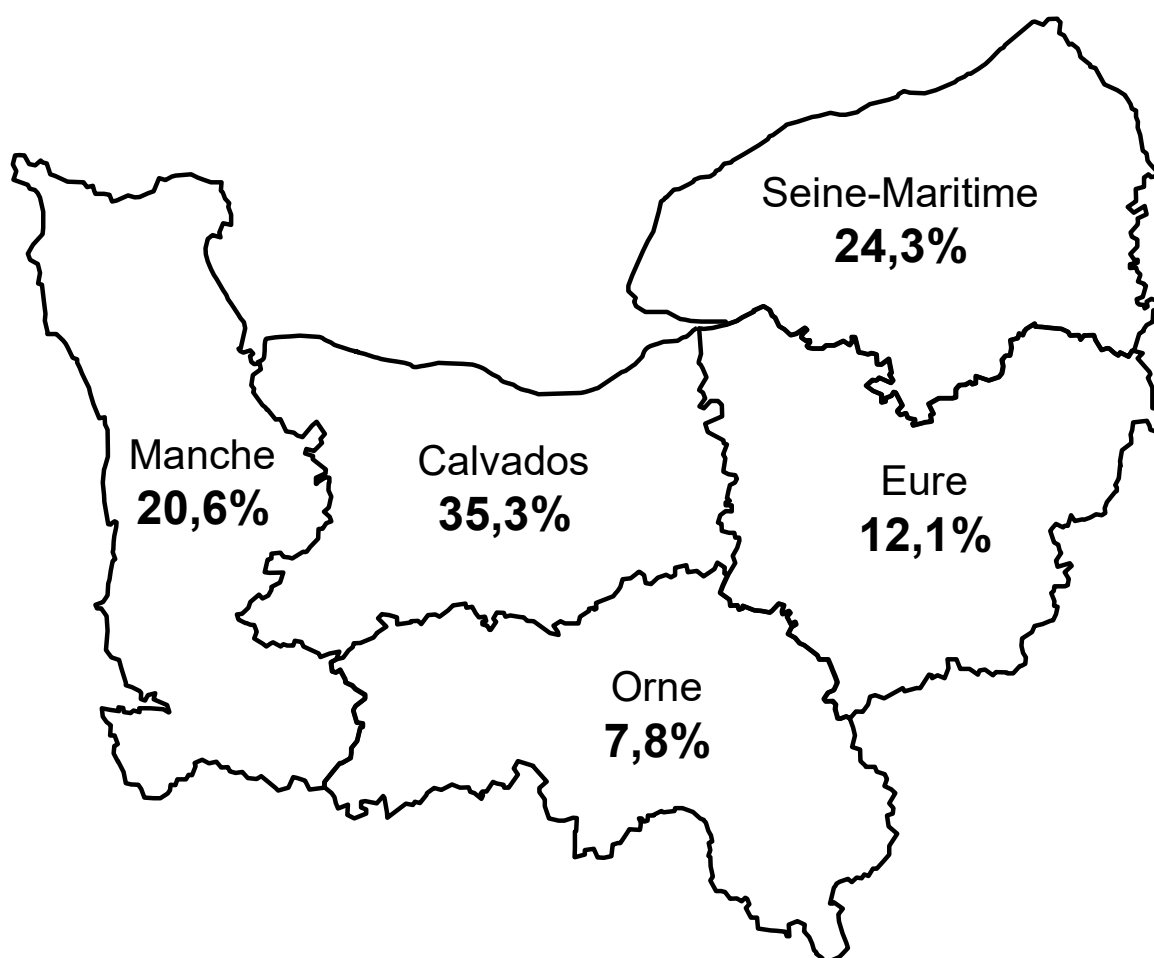 Seine-Maritime
24,3%
Manche
20,6%
Calvados
35,3%
Eure
12,1%
Orne
7,8%